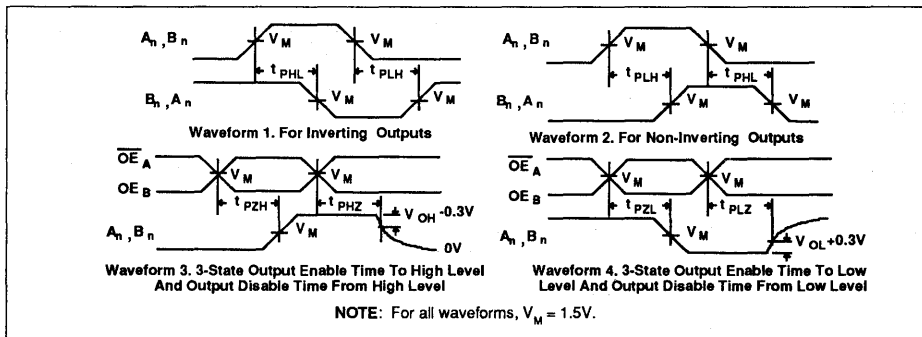 Aₙ, Bₙ
V_M
V_M
t_PHL
t_PLH
Bₙ, Aₙ
V_M
V_M
Waveform 1. For Inverting Outputs
Aₙ, Bₙ
V_M
V_M
t_PLH
t_PHL
Bₙ, Aₙ
V_M
V_M
Waveform 2. For Non-Inverting Outputs
O̅E̅_A
OE_B
V_M
V_M
t_PZH
t_PHZ
V_OH -0.3V
Aₙ, Bₙ
V_M
0V
Waveform 3. 3-State Output Enable Time To High Level
And Output Disable Time From High Level
O̅E̅_A
OE_B
V_M
V_M
t_PZL
t_PLZ
Aₙ, Bₙ
V_M
V_OL +0.3V
Waveform 4. 3-State Output Enable Time To Low
Level And Output Disable Time From Low Level
NOTE: For all waveforms, V_M = 1.5V.